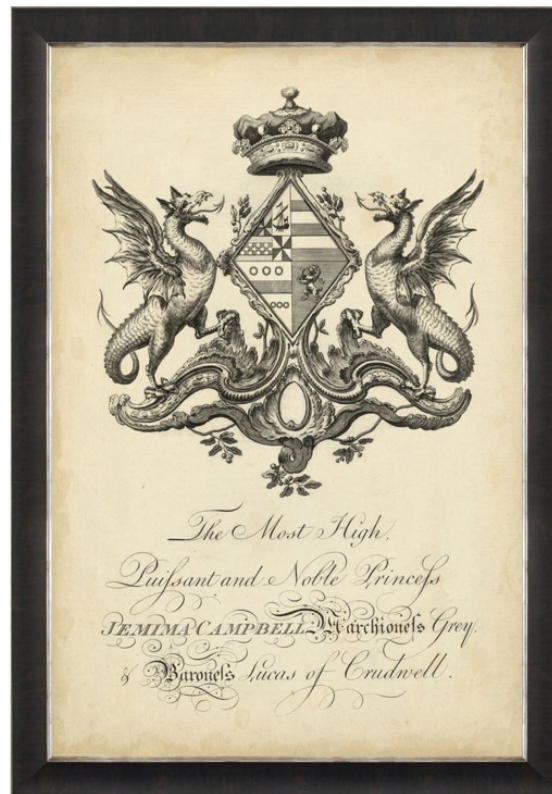 The Most High,
Puiſsant and Noble Princeſs
JEMIMA CAMPBELL Marchioneſs Grey,
& Baroneſs Lucas of Crudwell.